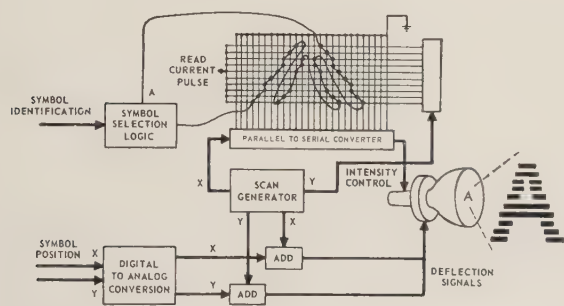 READ
CURRENT
PULSE
A
SYMBOL
IDENTIFICATION
SYMBOL
SELECTION
LOGIC
PARALLEL TO SERIAL CONVERTER
X
SCAN
GENERATOR
Y
INTENSITY
CONTROL
A
Y
X
SYMBOL
POSITION
X
Y
DIGITAL
TO ANALOG
CONVERSION
X
ADD
Y
ADD
DEFLECTION
SIGNALS